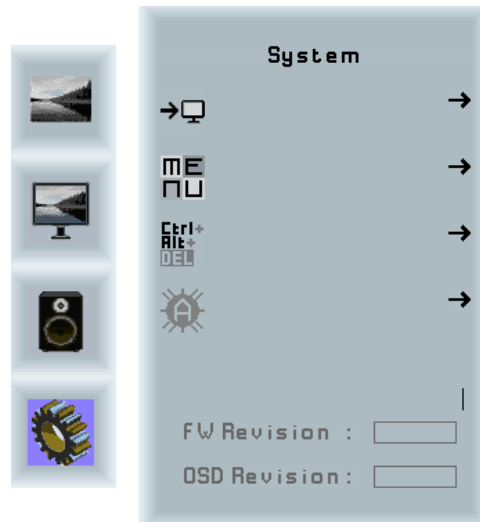 System
ME
NU
Ctrl+
Alt+
DEL
A
FW Revision :
OSD Revision :